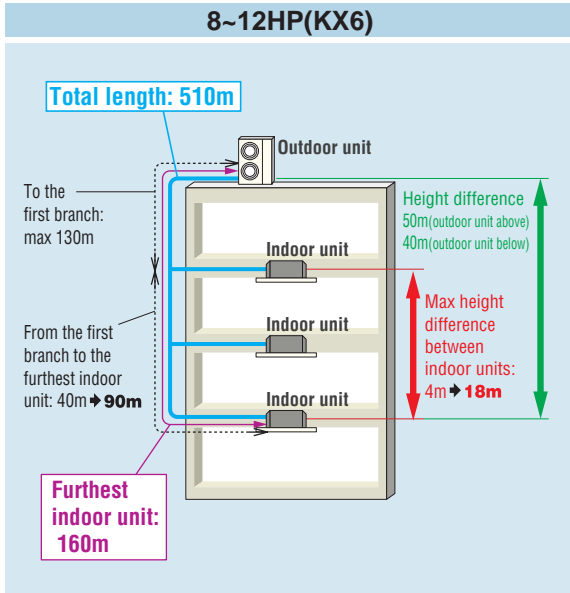 8~12HP(KX6)
Total length: 510m
Outdoor unit
To the
first branch:
max 130m
Height difference
50m(outdoor unit above)
40m(outdoor unit below)
Indoor unit
Max height
difference
between
indoor units:
4m➧18m
Indoor unit
From the first
branch to the
furthest indoor
unit: 40m➧90m
Indoor unit
Furthest
indoor unit:
160m